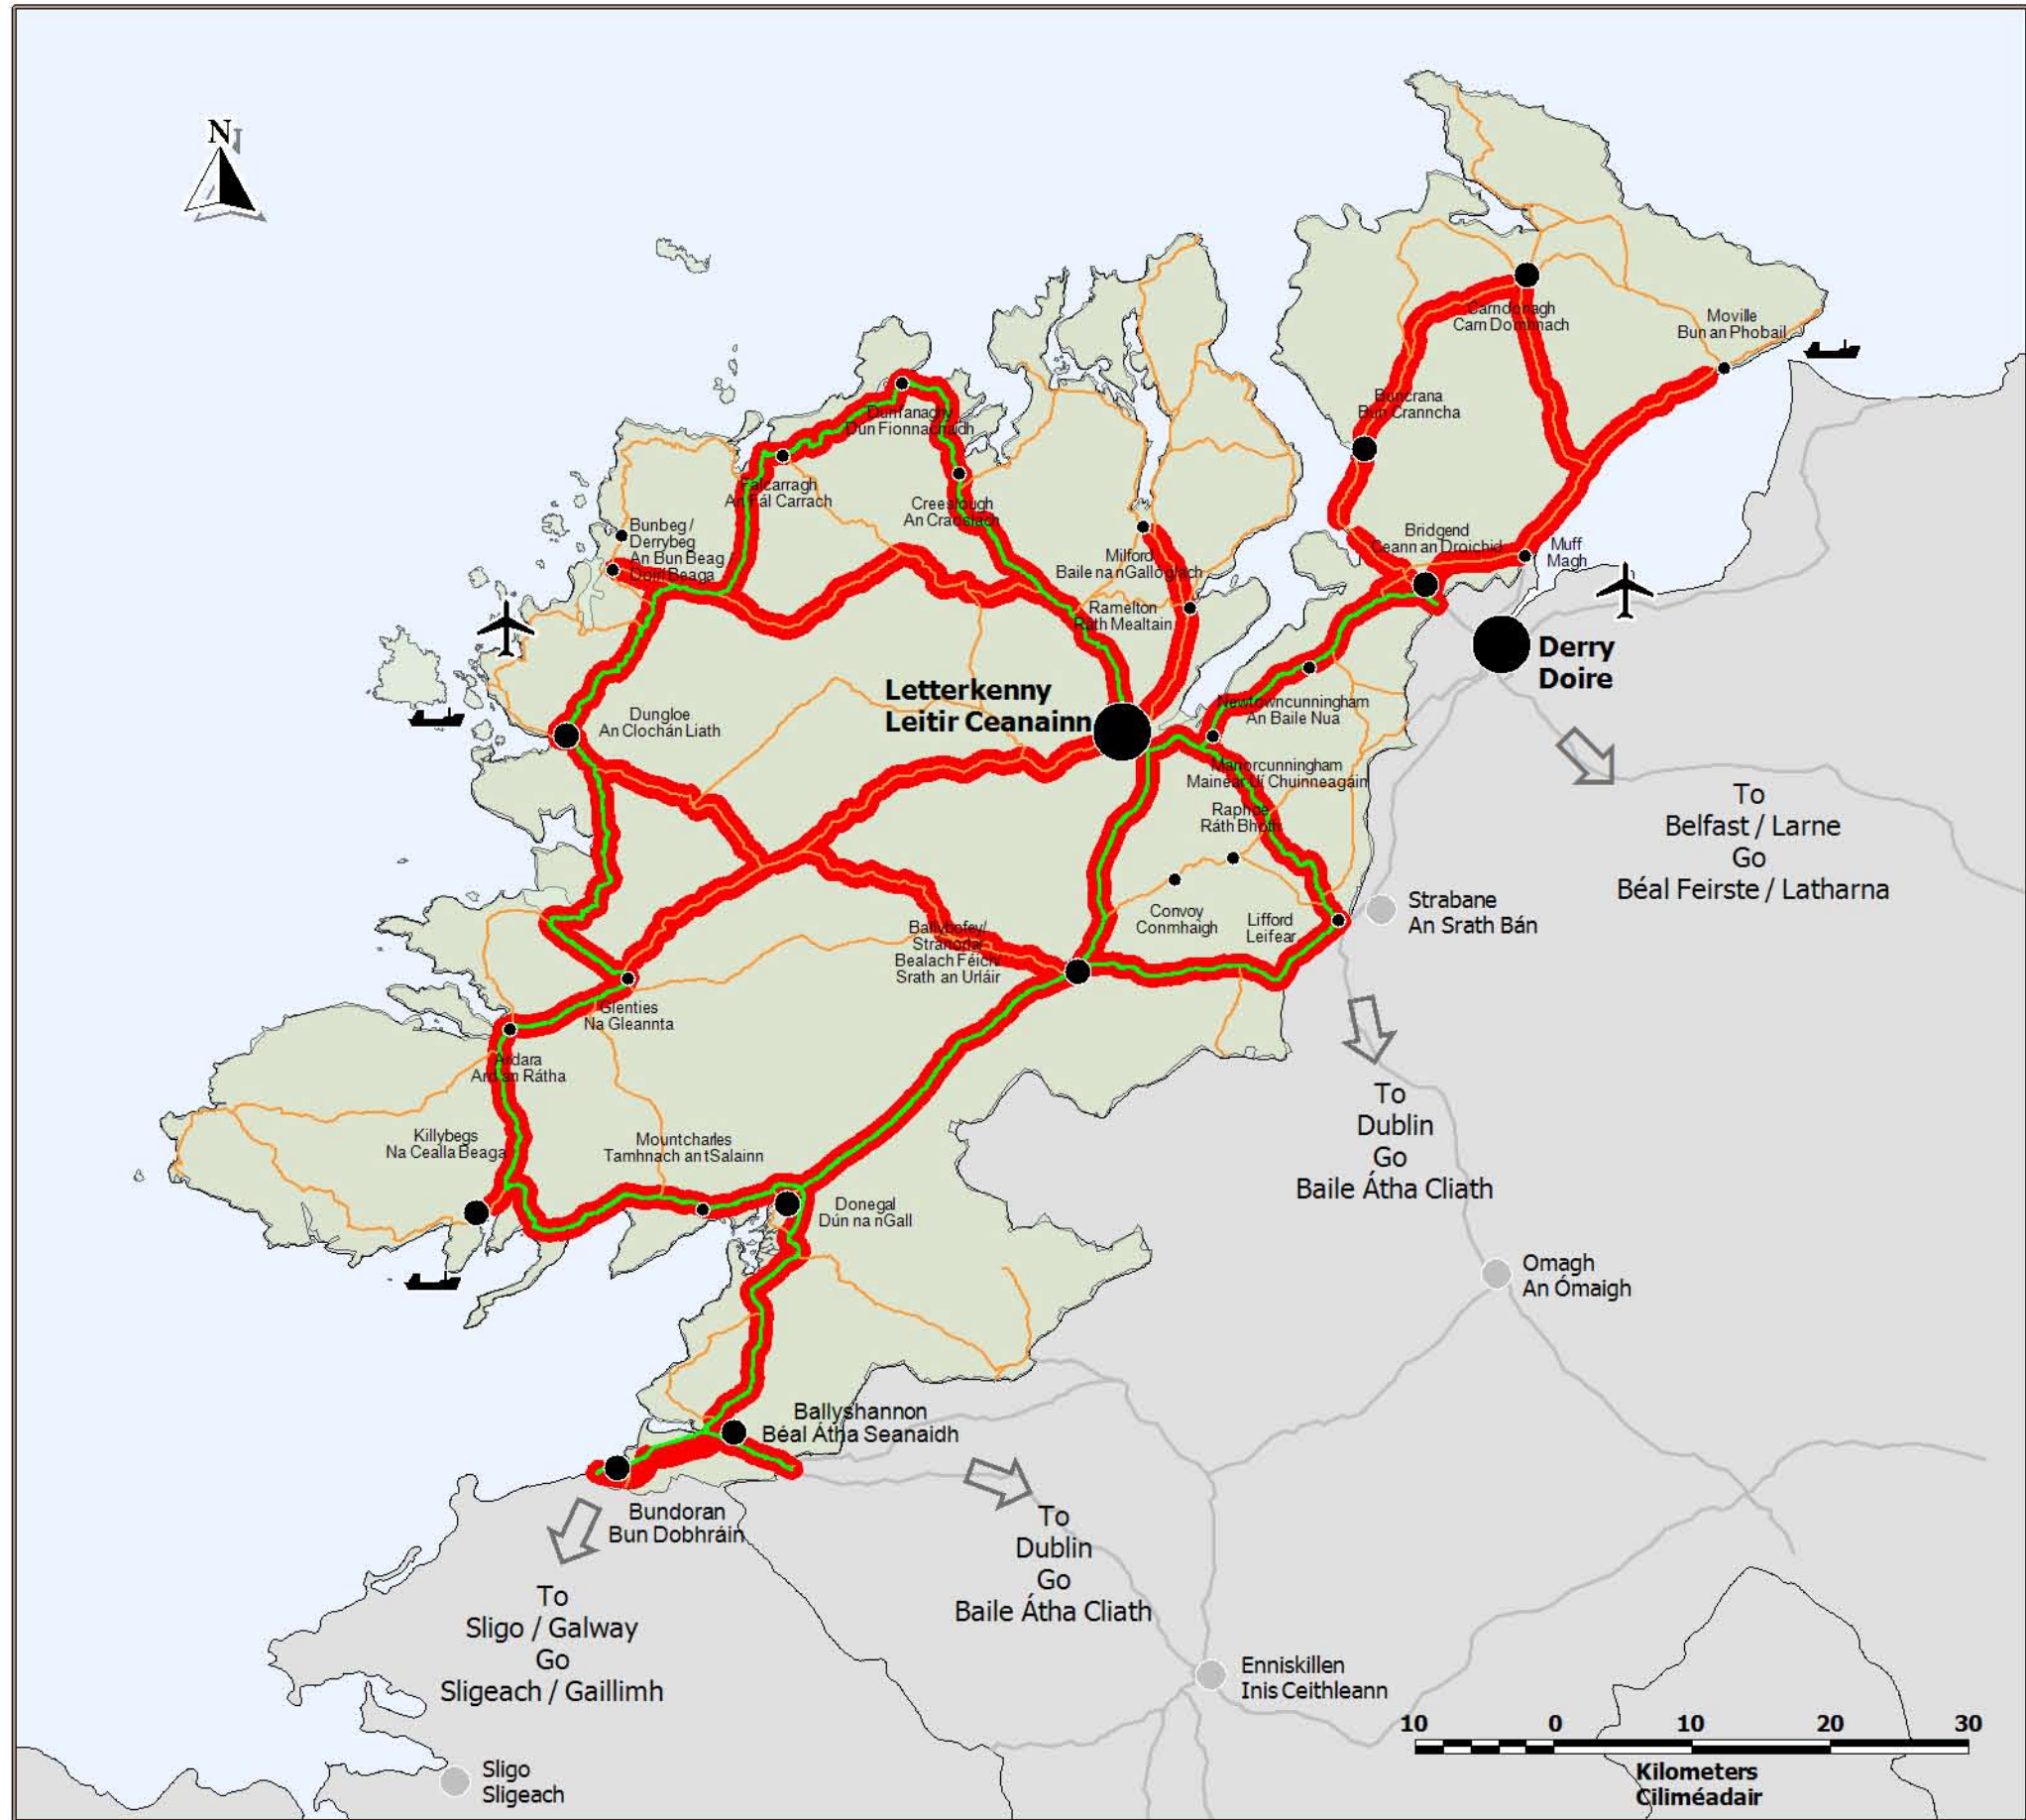 N
Carndonagh
Carn Domhnach
Moville
Bun an Phobail
Buncrana
Bun Cranncha
Dunfanaghy
Dun Fionnachaidh
Falcarragh
An Fál Carrach
Creeslough
An Craoslach
Bunbeg /
Derrybeg
An Bun Beag /
Doirí Beaga
Bridgend
Ceann an Droichid
Muff
Magh
Milford
Baile na nGallóglach
Ramelton
Ráth Mealtain
Derry
Doire
Letterkenny
Leitir Ceanainn
Dungloe
An Clochán Liath
Newtowncunningham
An Baile Nua
Manorcunningham
Mainéar Uí Chuinneagáin
Raphoe
Ráth Bhoth
To
Belfast / Larne
Go
Béal Feirste / Latharna
Strabane
An Srath Bán
Convoy
Conmhaigh
Lifford
Leifear
Ballybofey/
Stranorlar
Bealach Féich/
Srath an Urláir
Glenties
Na Gleannta
Ardara
Ard an Rátha
To
Dublin
Go
Baile Átha Cliath
Killybegs
Na Cealla Beaga
Mountcharles
Tamhnach an tSalainn
Donegal
Dún na nGall
Omagh
An Ómaigh
Ballyshannon
Béal Átha Seanaidh
Bundoran
Bun Dobhráin
To
Dublin
Go
Baile Átha Cliath
To
Sligo / Galway
Go
Sligeach / Gaillimh
Enniskillen
Inis Ceithleann
Sligo
Sligeach
10 0 10 20 30
Kilometers
Ciliméadair